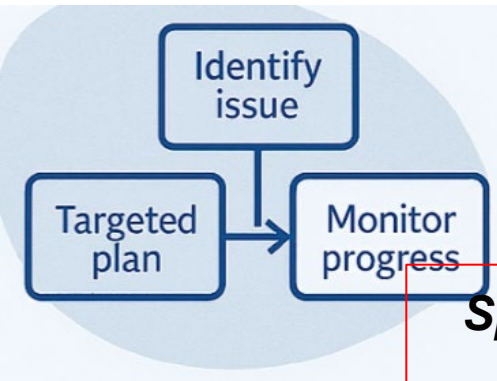 Identify
issue
Targeted
plan
Monitor
progress